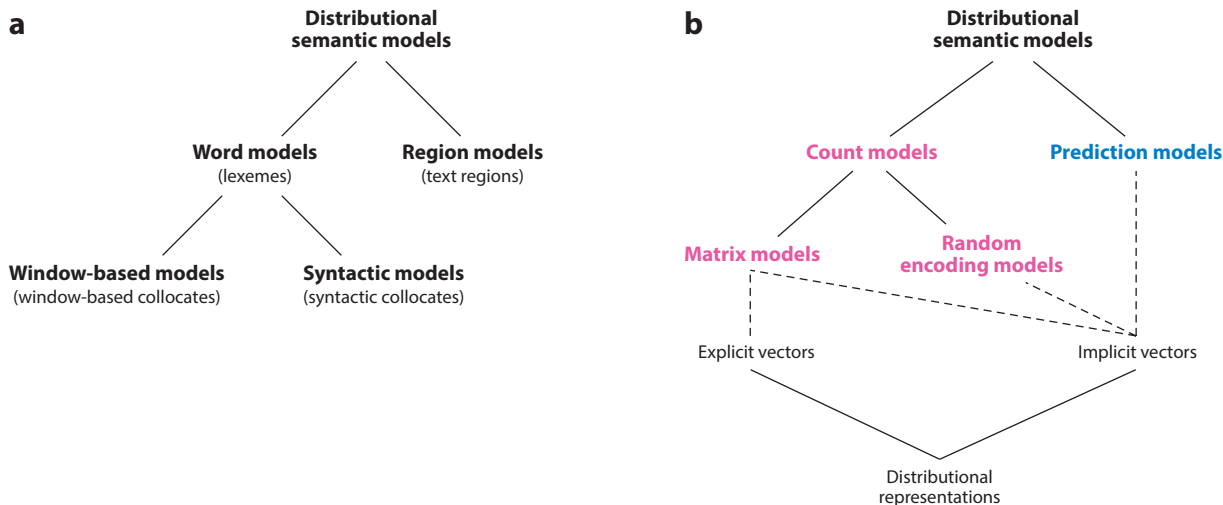 a
Distributional
semantic models
Word models
(lexemes)
Region models
(text regions)
Window-based models
(window-based collocates)
Syntactic models
(syntactic collocates)
b
Distributional
semantic models
Count models
Prediction models
Matrix models
Random
encoding models
Explicit vectors
Implicit vectors
Distributional
representations